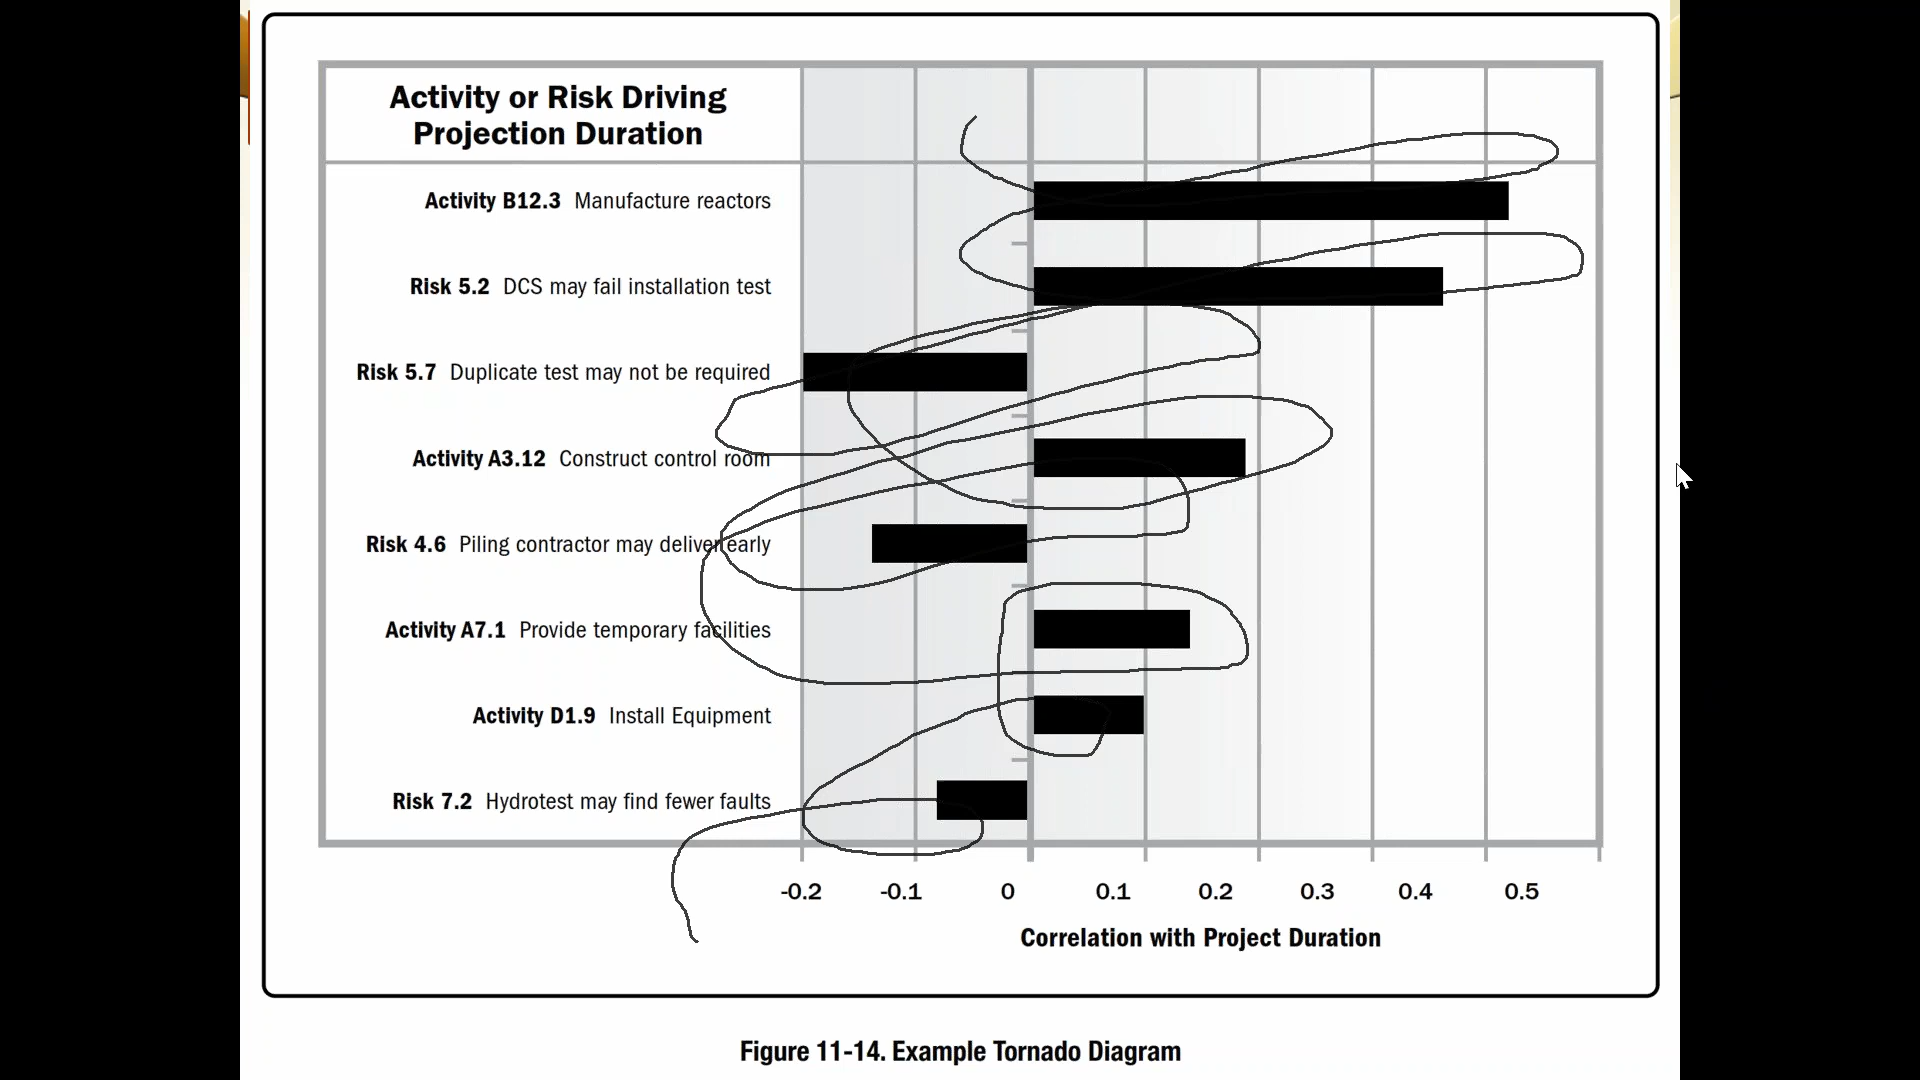 Activity or Risk Driving
Projection Duration
Activity B12.3 Manufacture reactors
Risk 5.2 DCS may fail installation test
Risk 5.7 Duplicate test may not be required
Activity A3.12 Construct control room
Risk 4.6 Piling contractor may deliver early
Activity A7.1 Provide temporary facilities
Activity D1.9 Install Equipment
Risk 7.2 Hydrotest may find fewer faults
-0.2 -0.1 0 0.1 0.2 0.3 0.4 0.5
Correlation with Project Duration
Figure 11-14. Example Tornado Diagram